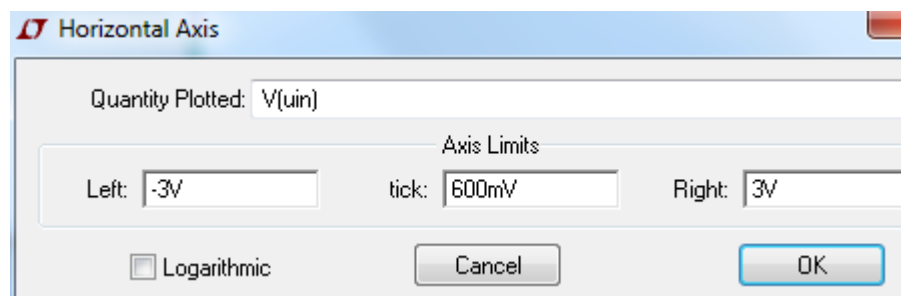 Horizontal Axis
Quantity Plotted: V(uin)
Axis Limits
Left: -3V tick: 600mV Right: 3V
Logarithmic Cancel OK